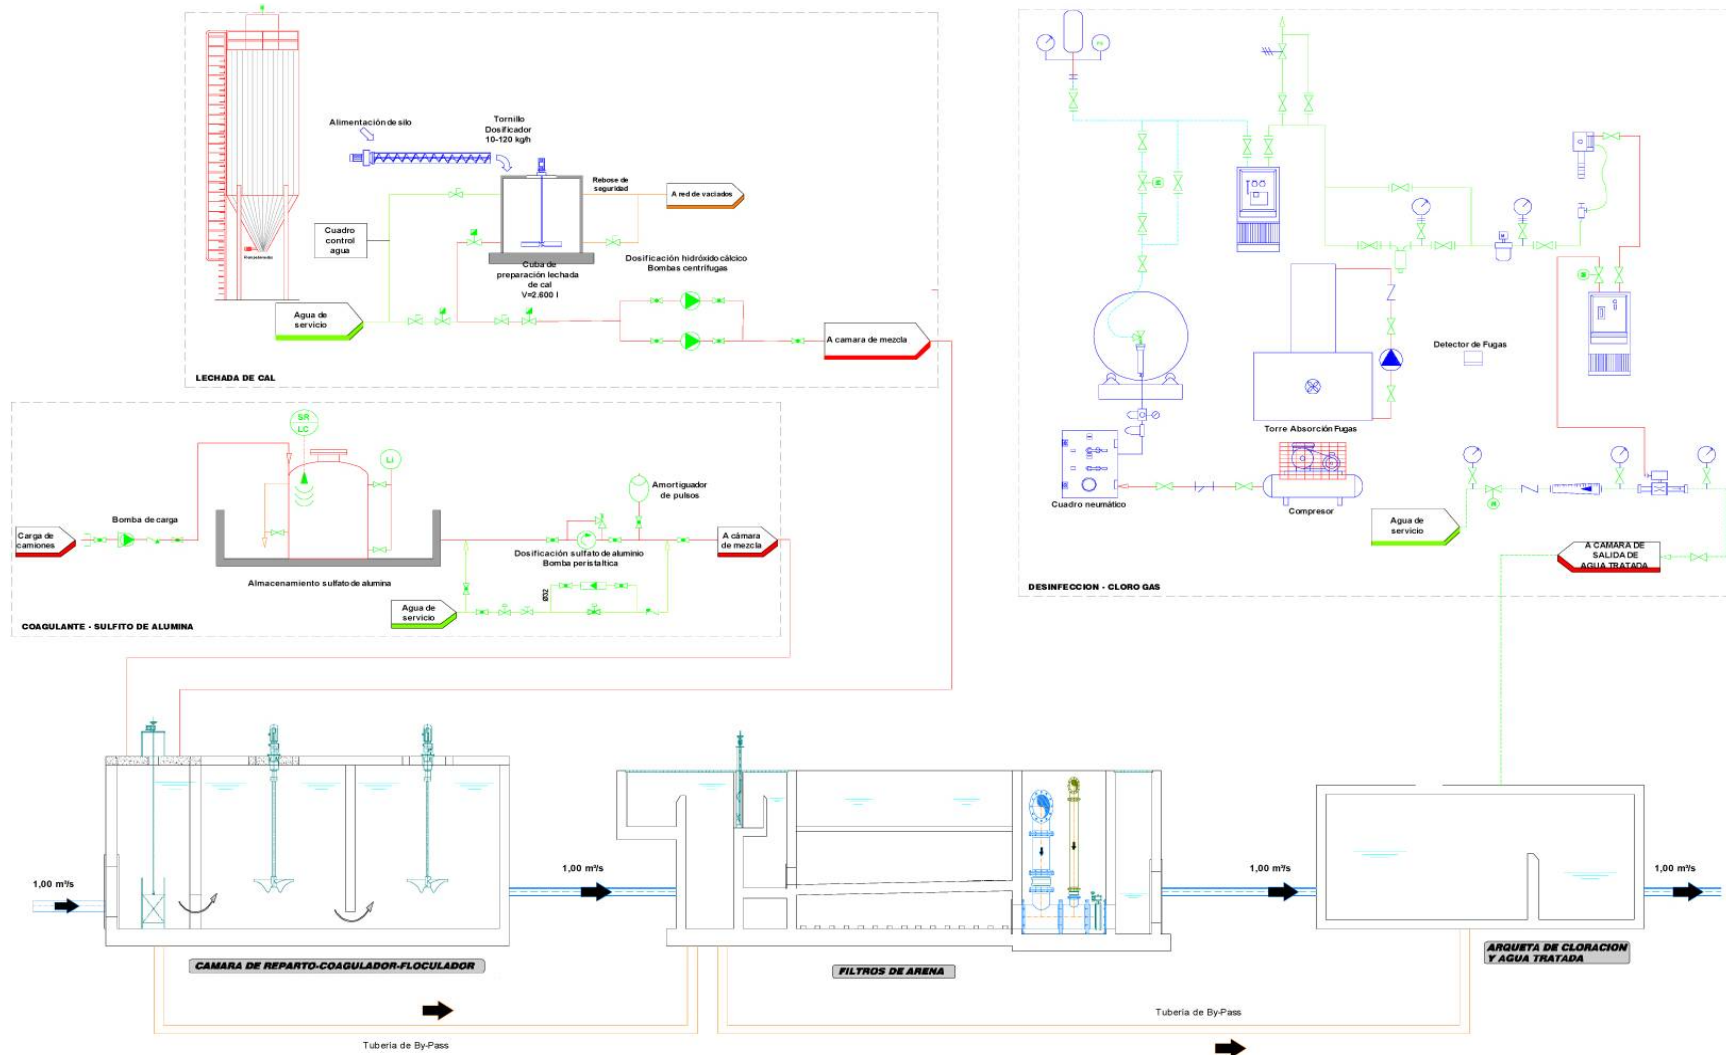 Alimentación de silo
Tornillo
Dosificador
10-120 kg/h
Rebose de
seguridad
A red de vaciados
Cuadro
control
agua
Cuba de
preparación lechada
de cal
V=2.600 l
Dosificación hidróxido cálcico
Bombas centrífugas
Agua de
servicio
A camara de mezcla
LECHADA DE CAL
SR
LC
LI
Bomba de carga
Carga de
camiones
Amortiguador
de pulsos
A cámara
de mezcla
Dosificación sulfato de aluminio
Bomba peristaltica
Almacenamiento sulfato de alumina
Ø32
Agua de
servicio
COAGULANTE - SULFITO DE ALUMINA
Detector de Fugas
Torre Absorción Fugas
Cuadro neumático
Compresor
Agua de
servicio
A CAMARA DE
SALIDA DE
AGUA TRATADA
DESINFECCION - CLORO GAS
1,00 m³/s
1,00 m³/s
1,00 m³/s
1,00 m³/s
CAMARA DE REPARTO-COAGULADOR-FLOCULADOR
FILTROS DE ARENA
ARQUETA DE CLORACION
Y AGUA TRATADA
Tubería de By-Pass
Tubería de By-Pass